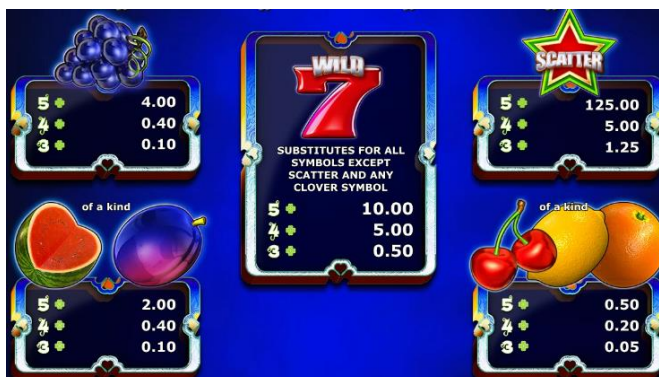 5 4.00
4 0.40
3 0.10
WILD
7
SUBSTITUTES FOR ALL
SYMBOLS EXCEPT
SCATTER AND ANY
CLOVER SYMBOL
5 10.00
4 5.00
3 0.50
SCATTER
5 125.00
4 5.00
3 1.25
of a kind
5 2.00
4 0.40
3 0.10
of a kind
5 0.50
4 0.20
3 0.05